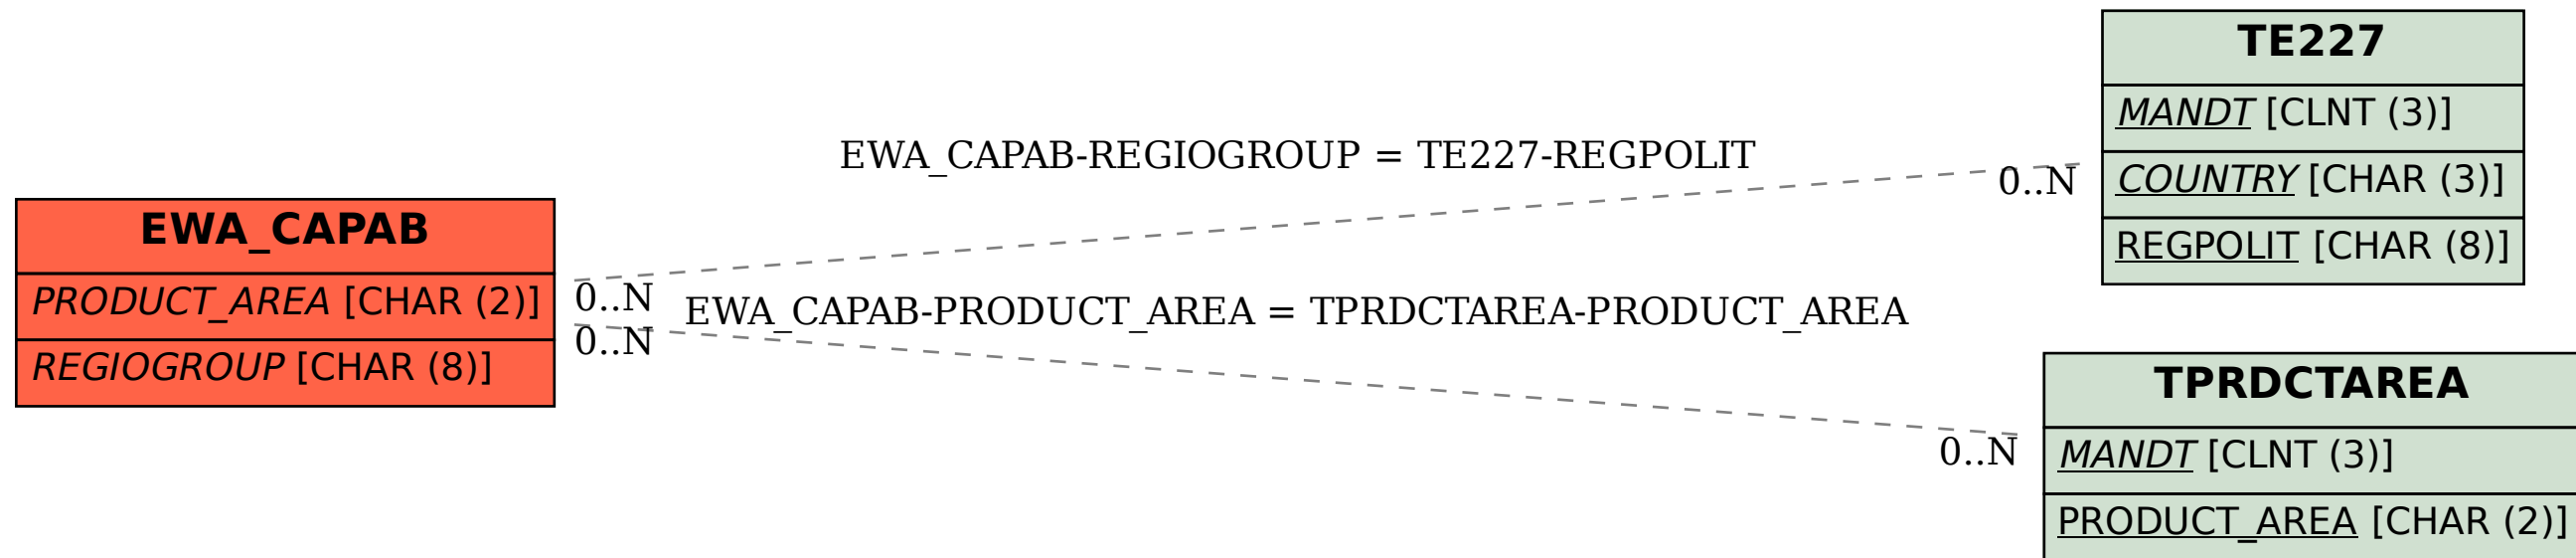 TE227
MANDT [CLNT (3)]
COUNTRY [CHAR (3)]
REGPOLIT [CHAR (8)]
EWA_CAPAB-REGIOGROUP = TE227-REGPOLIT
0..N
EWA_CAPAB
PRODUCT_AREA [CHAR (2)]
REGIOGROUP [CHAR (8)]
0..N
EWA_CAPAB-PRODUCT_AREA = TPRDCTAREA-PRODUCT_AREA
0..N
0..N
TPRDCTAREA
MANDT [CLNT (3)]
PRODUCT_AREA [CHAR (2)]